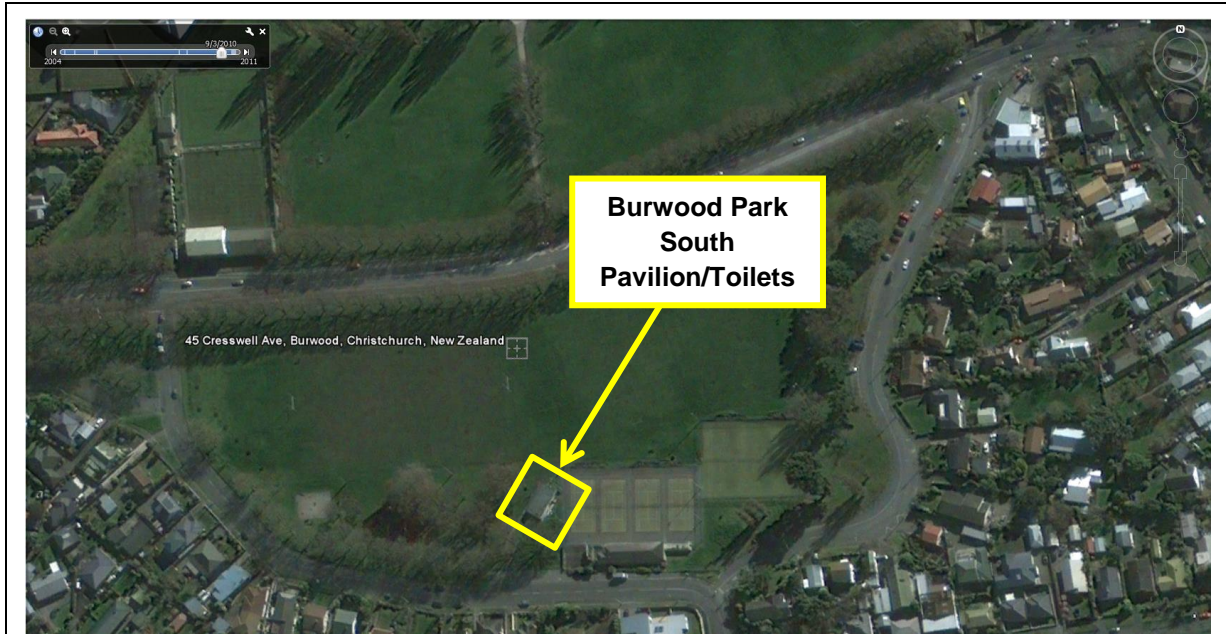 9/3/2010
2004
2011
N
Burwood Park
South
Pavilion/Toilets
45 Cresswell Ave, Burwood, Christchurch, New Zealand